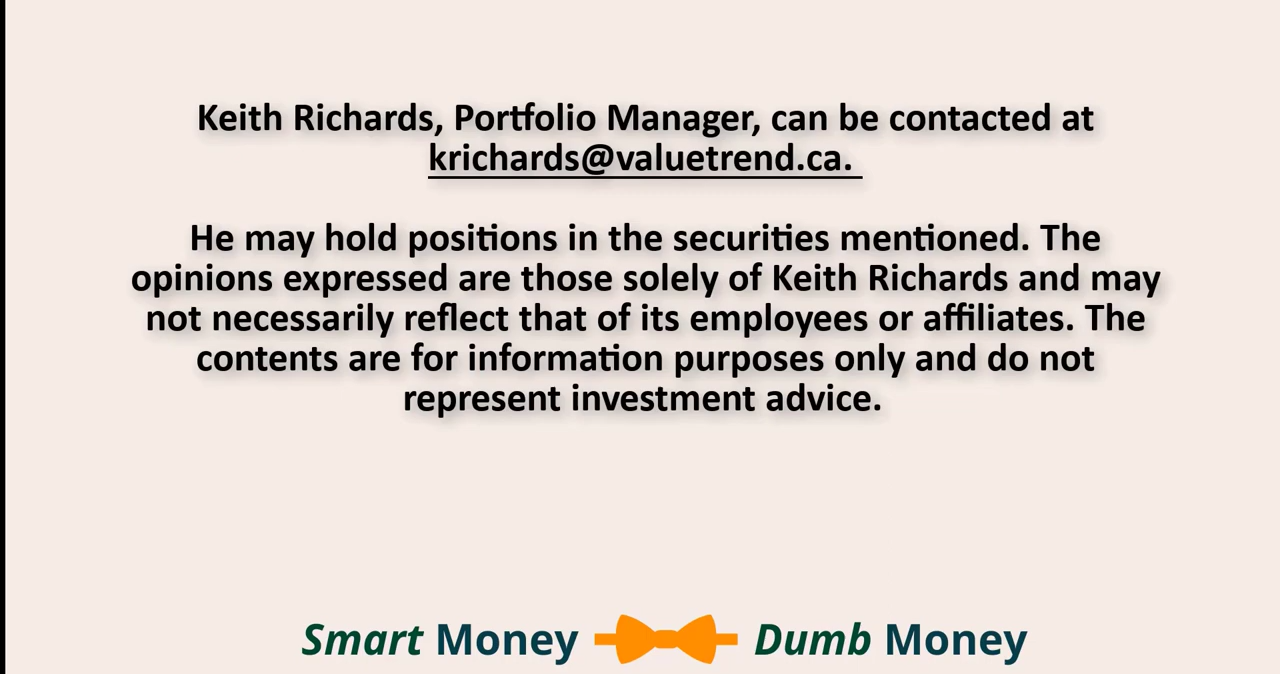 Keith Richards, Portfolio Manager, can be contacted at
krichards@valuetrend.ca.
He may hold positions in the securities mentioned. The
opinions expressed are those solely of Keith Richards and may
not necessarily reflect that of its employees or affiliates. The
contents are for information purposes only and do not
represent investment advice.
Smart Money Dumb Money